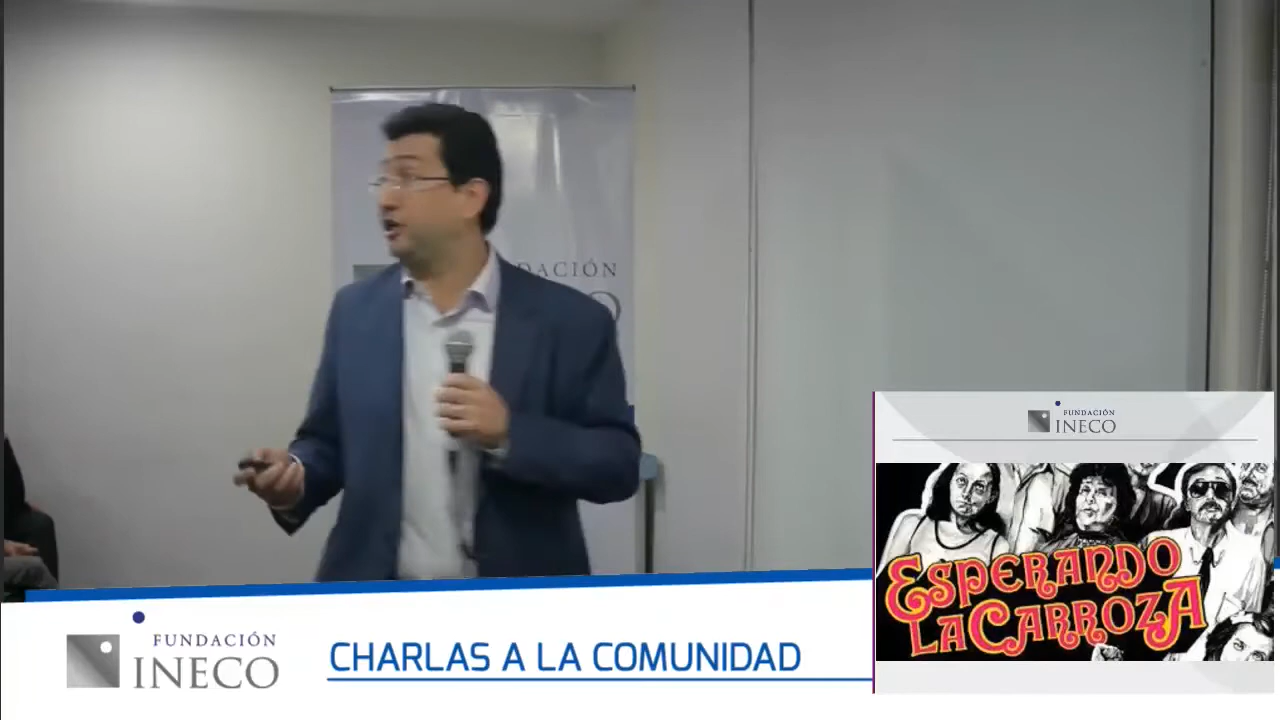 FUNDACIÓN
INECO
ESPERANDO
LA CARROZA
FUNDACIÓN
INECO
CHARLAS A LA COMUNIDAD